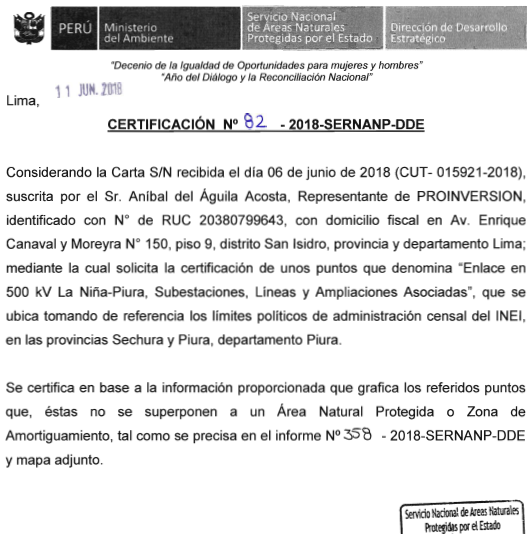 PERÚ
Ministerio
del Ambiente
Servicio Nacional
de Areas Naturales
Protegidas por el Estado
Dirección de Desarrollo
Estratégico
"Decenio de la Igualdad de Oportunidades para mujeres y hombres"
"Año del Diálogo y la Reconciliación Nacional"
Lima, 11 JUN. 2018
CERTIFICACIÓN Nº 82 - 2018-SERNANP-DDE
Considerando la Carta S/N recibida el día 06 de junio de 2018 (CUT- 015921-2018),
suscrita por el Sr. Aníbal del Águila Acosta, Representante de PROINVERSION,
identificado con N° de RUC 20380799643, con domicilio fiscal en Av. Enrique
Canaval y Moreyra N° 150, piso 9, distrito San Isidro, provincia y departamento Lima;
mediante la cual solicita la certificación de unos puntos que denomina "Enlace en
500 kV La Niña-Piura, Subestaciones, Líneas y Ampliaciones Asociadas", que se
ubica tomando de referencia los límites políticos de administración censal del INEI,
en las provincias Sechura y Piura, departamento Piura.
Se certifica en base a la información proporcionada que grafica los referidos puntos
que, éstas no se superponen a un Área Natural Protegida o Zona de
Amortiguamiento, tal como se precisa en el informe Nº 358 - 2018-SERNANP-DDE
y mapa adjunto.
Servicio Nacional de Areas Naturales
Protegidas por el Estado